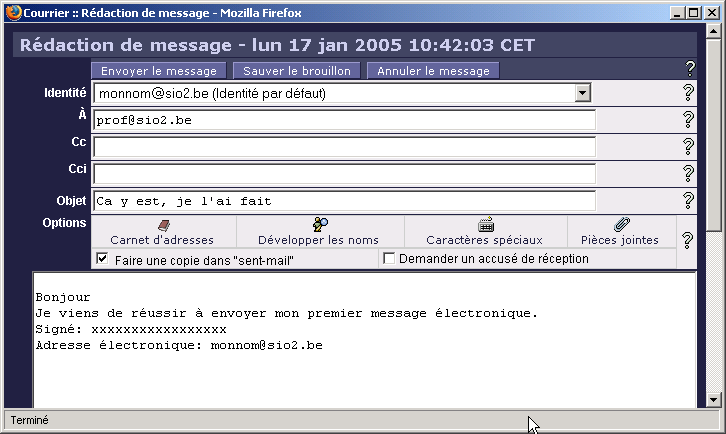 Courrier :: Rédaction de message - Mozilla Firefox
Rédaction de message - lun 17 jan 2005 10:42:03 CET
Envoyer le message Sauver le brouillon Annuler le message ?
Identité monnom@sio2.be (Identité par défaut) ?
À prof@sio2.be ?
Cc ?
Cci ?
Objet Ca y est, je l'ai fait ?
Options Carnet d'adresses Développer les noms Caractères spéciaux Pièces jointes ?
Faire une copie dans "sent-mail" Demander un accusé de réception
Bonjour
Je viens de réussir à envoyer mon premier message électronique.
Signé: xxxxxxxxxxxxxxxxx
Adresse électronique: monnom@sio2.be
Terminé